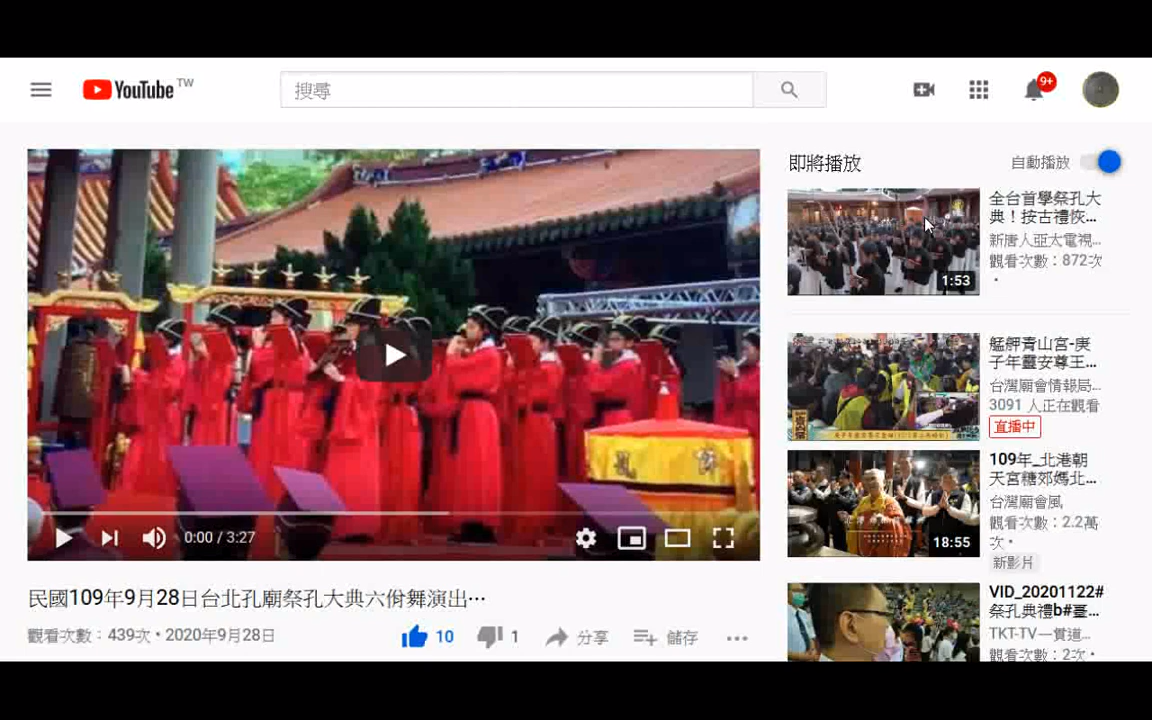 YouTube TW
搜尋
9+
即將播放
自動播放
全台首學祭孔大
典！按古禮恢...
新唐人亞太電視...
觀看次數：872次
•
1:53
艋舺青山宮-庚
子年靈安尊王...
台灣廟會情報局...
3091 人正在觀看
直播中
109年_北港朝
天宮糖郊媽北...
台灣廟會風
觀看次數：2.2萬
次 •
新影片
18:55
VID_20201122#
祭孔典禮b#臺...
TKT-TV一貫道...
觀看次數：2次 •
0:00 / 3:27
民國109年9月28日台北孔廟祭孔大典六佾舞演出…
觀看次數：439次 • 2020年9月28日
10
1
分享
儲存